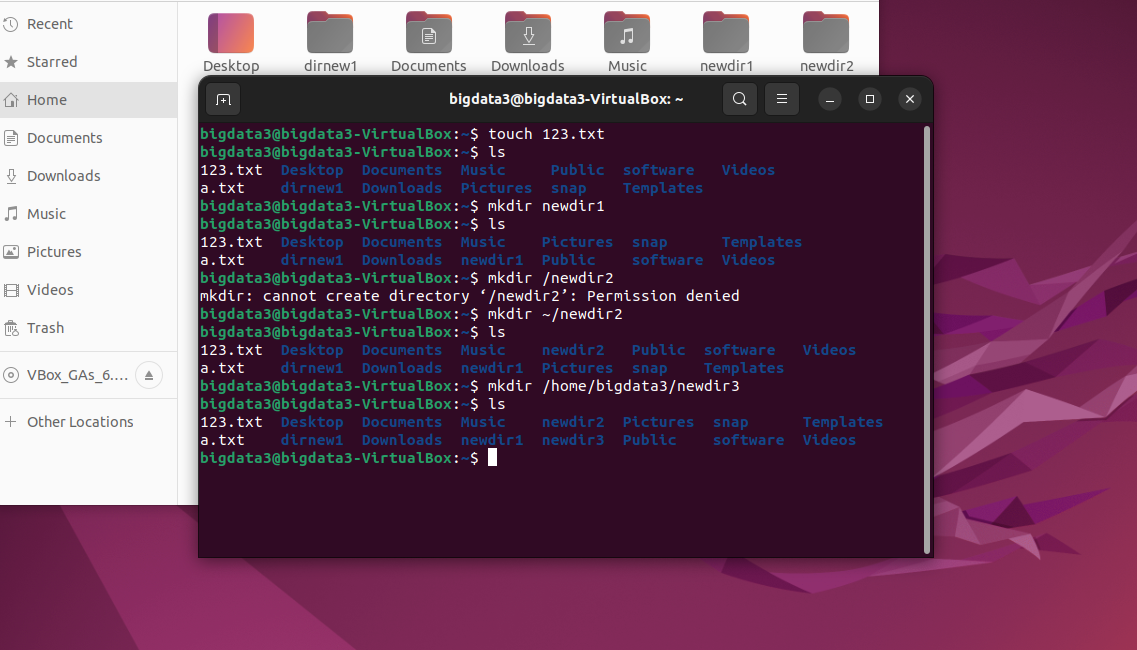 Recent
Starred
Home
Documents
Downloads
Music
Pictures
Videos
Trash
VBox_GAs_6....
Other Locations
Desktop dirnew1 Documents Downloads Music newdir1 newdir2
bigdata3@bigdata3-VirtualBox: ~
bigdata3@bigdata3-VirtualBox:~$ touch 123.txt
bigdata3@bigdata3-VirtualBox:~$ ls
123.txt  Desktop  Documents  Music     Public  software   Videos
a.txt    dirnew1  Downloads  Pictures  snap    Templates
bigdata3@bigdata3-VirtualBox:~$ mkdir newdir1
bigdata3@bigdata3-VirtualBox:~$ ls
123.txt  Desktop  Documents  Music    Pictures  snap      Templates
a.txt    dirnew1  Downloads  newdir1  Public    software  Videos
bigdata3@bigdata3-VirtualBox:~$ mkdir /newdir2
mkdir: cannot create directory ‘/newdir2’: Permission denied
bigdata3@bigdata3-VirtualBox:~$ mkdir ~/newdir2
bigdata3@bigdata3-VirtualBox:~$ ls
123.txt  Desktop  Documents  Music    newdir2   Public  software   Videos
a.txt    dirnew1  Downloads  newdir1  Pictures  snap    Templates
bigdata3@bigdata3-VirtualBox:~$ mkdir /home/bigdata3/newdir3
bigdata3@bigdata3-VirtualBox:~$ ls
123.txt  Desktop  Documents  Music    newdir2  Pictures  snap      Templates
a.txt    dirnew1  Downloads  newdir1  newdir3  Public    software  Videos
bigdata3@bigdata3-VirtualBox:~$